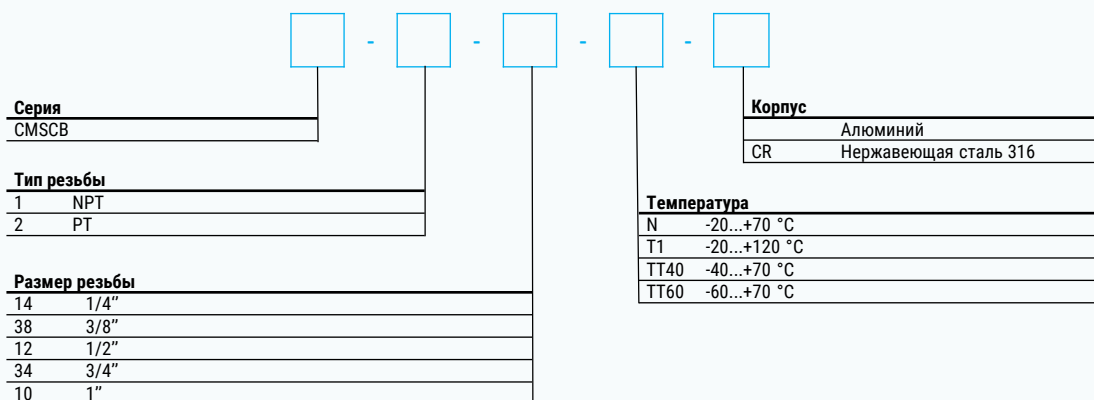 - - - -
Серия
CMSCB
Тип резьбы
1 NPT
2 PT
Размер резьбы
14 1/4”
38 3/8”
12 1/2”
34 3/4”
10 1”
Корпус
Алюминий
CR Нержавеющая сталь 316
Температура
N -20...+70 °C
T1 -20...+120 °C
TT40 -40...+70 °C
TT60 -60...+70 °C